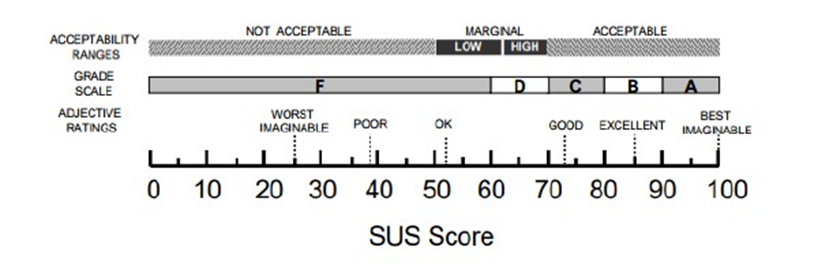 NOT ACCEPTABLE MARGINAL ACCEPTABLE
ACCEPTABILITY RANGES LOW HIGH
GRADE SCALE F D C B A
ADJECTIVE RATINGS
WORST IMAGINABLE POOR OK GOOD EXCELLENT BEST IMAGINABLE
0 10 20 30 40 50 60 70 80 90 100
SUS Score